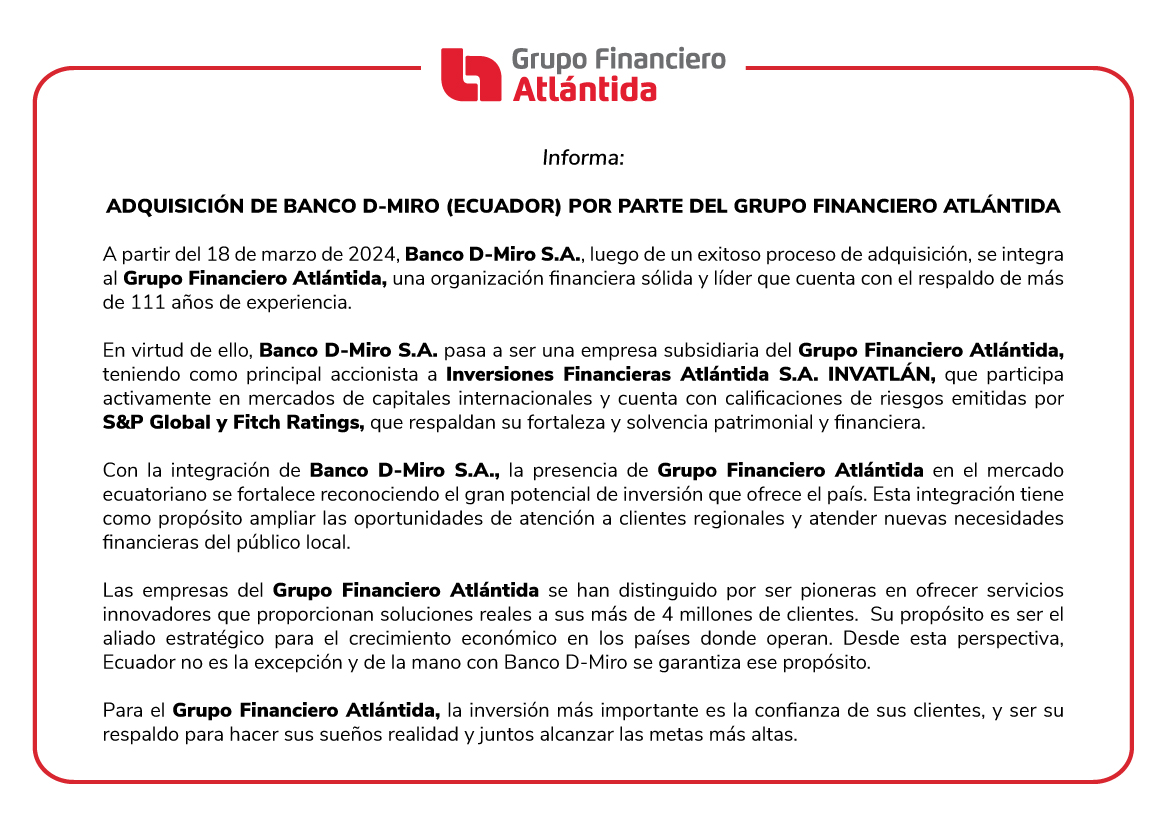 Grupo Financiero
Atlántida
Informa:
ADQUISICIÓN DE BANCO D-MIRO (ECUADOR) POR PARTE DEL GRUPO FINANCIERO ATLÁNTIDA
A partir del 18 de marzo de 2024, Banco D-Miro S.A., luego de un exitoso proceso de adquisición, se integra
al Grupo Financiero Atlántida, una organización financiera sólida y líder que cuenta con el respaldo de más
de 111 años de experiencia.
En virtud de ello, Banco D-Miro S.A. pasa a ser una empresa subsidiaria del Grupo Financiero Atlántida,
teniendo como principal accionista a Inversiones Financieras Atlántida S.A. INVATLÁN, que participa
activamente en mercados de capitales internacionales y cuenta con calificaciones de riesgos emitidas por
S&P Global y Fitch Ratings, que respaldan su fortaleza y solvencia patrimonial y financiera.
Con la integración de Banco D-Miro S.A., la presencia de Grupo Financiero Atlántida en el mercado
ecuatoriano se fortalece reconociendo el gran potencial de inversión que ofrece el país. Esta integración tiene
como propósito ampliar las oportunidades de atención a clientes regionales y atender nuevas necesidades
financieras del público local.
Las empresas del Grupo Financiero Atlántida se han distinguido por ser pioneras en ofrecer servicios
innovadores que proporcionan soluciones reales a sus más de 4 millones de clientes. Su propósito es ser el
aliado estratégico para el crecimiento económico en los países donde operan. Desde esta perspectiva,
Ecuador no es la excepción y de la mano con Banco D-Miro se garantiza ese propósito.
Para el Grupo Financiero Atlántida, la inversión más importante es la confianza de sus clientes, y ser su
respaldo para hacer sus sueños realidad y juntos alcanzar las metas más altas.